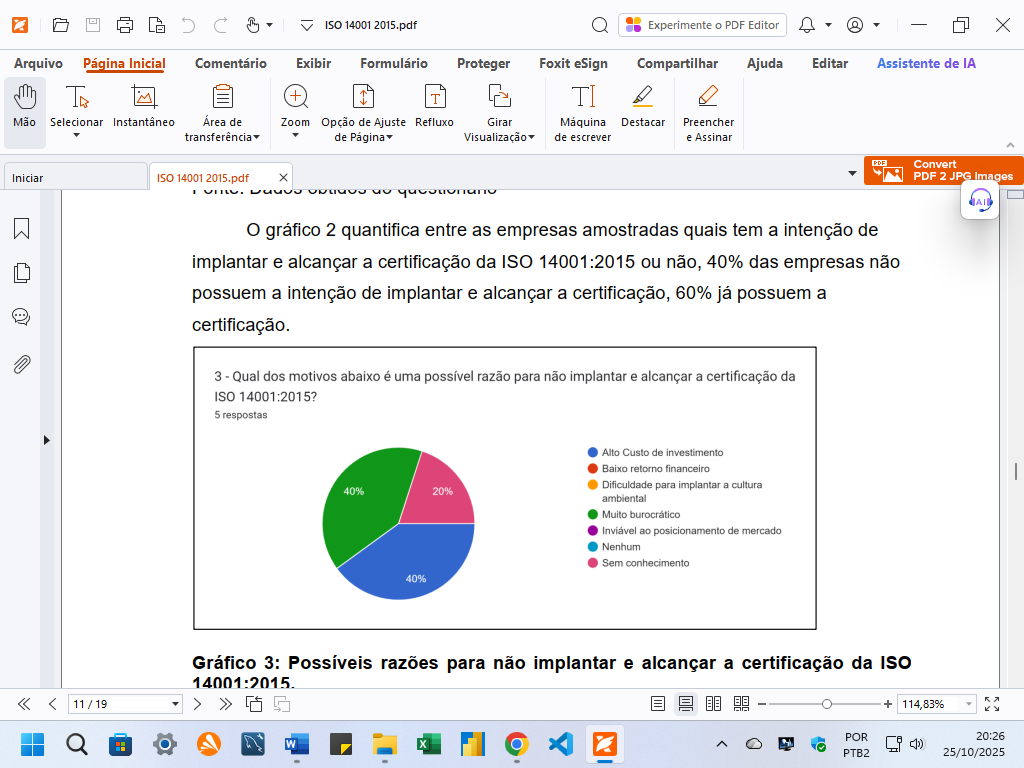 ISO 14001 2015.pdf
Experimente o PDF Editor
Arquivo Página Inicial Comentário Exibir Formulário Proteger Foxit eSign Compartilhar Ajuda Editar Assistente de IA
Mão
Selecionar
Instantâneo
Área de
transferência
Zoom
Opção de Ajuste
de Página
Refluxo
Girar
Visualização
Máquina
de escrever
Destacar
Preencher
e Assinar
Iniciar
ISO 14001 2015.pdf
PDF
Convert
PDF 2 JPG Images
AI
Fonte: Dados obtidos do questionário
O gráfico 2 quantifica entre as empresas amostradas quais tem a intenção de
implantar e alcançar a certificação da ISO 14001:2015 ou não, 40% das empresas não
possuem a intenção de implantar e alcançar a certificação, 60% já possuem a
certificação.
3 - Qual dos motivos abaixo é uma possível razão para não implantar e alcançar a certificação da
ISO 14001:2015?
5 respostas
40%
20%
40%
Alto Custo de investimento
Baixo retorno financeiro
Dificuldade para implantar a cultura
ambiental
Muito burocrático
Inviável ao posicionamento de mercado
Nenhum
Sem conhecimento
Gráfico 3: Possíveis razões para não implantar e alcançar a certificação da ISO
14001:2015.
11 / 19
114,83%
POR
PTB2
20:26
25/10/2025